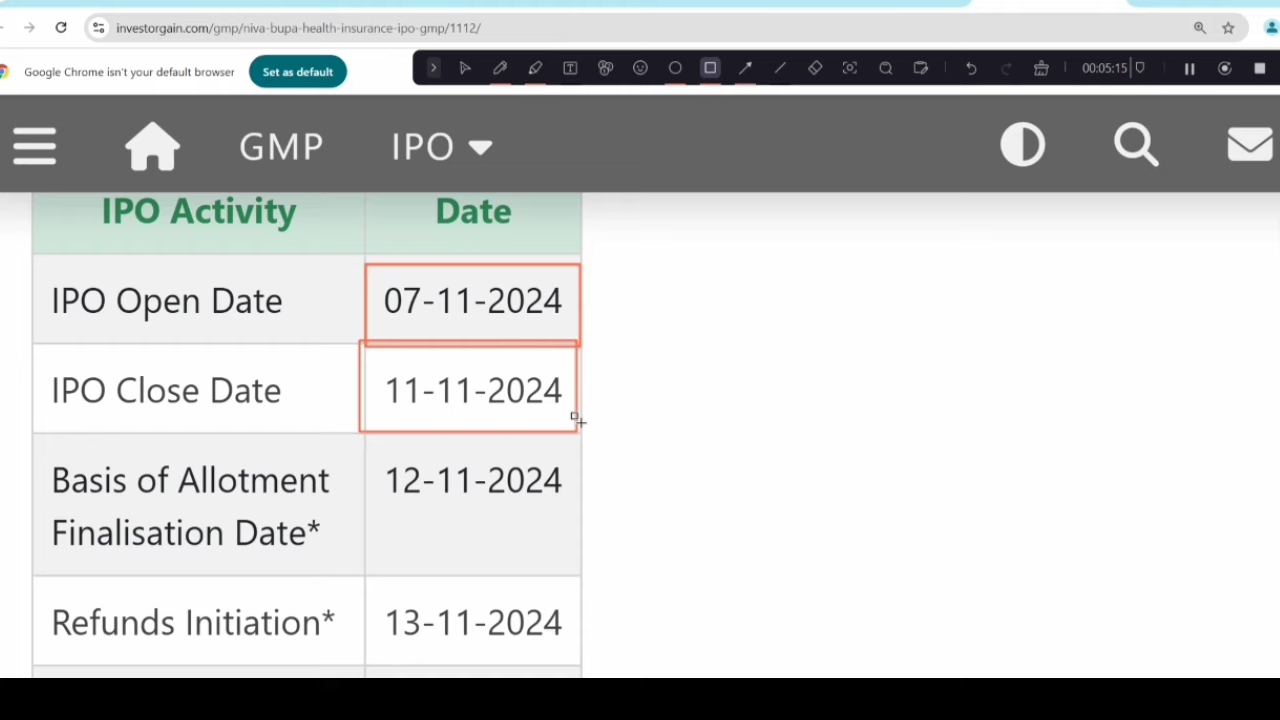 investorgain.com/gmp/niva-bupa-health-insurance-ipo-gmp/1112/
Google Chrome isn't your default browser Set as default 00:05:15
GMP IPO
IPO Activity Date
IPO Open Date 07-11-2024
IPO Close Date 11-11-2024
Basis of Allotment 12-11-2024
Finalisation Date*
Refunds Initiation* 13-11-2024